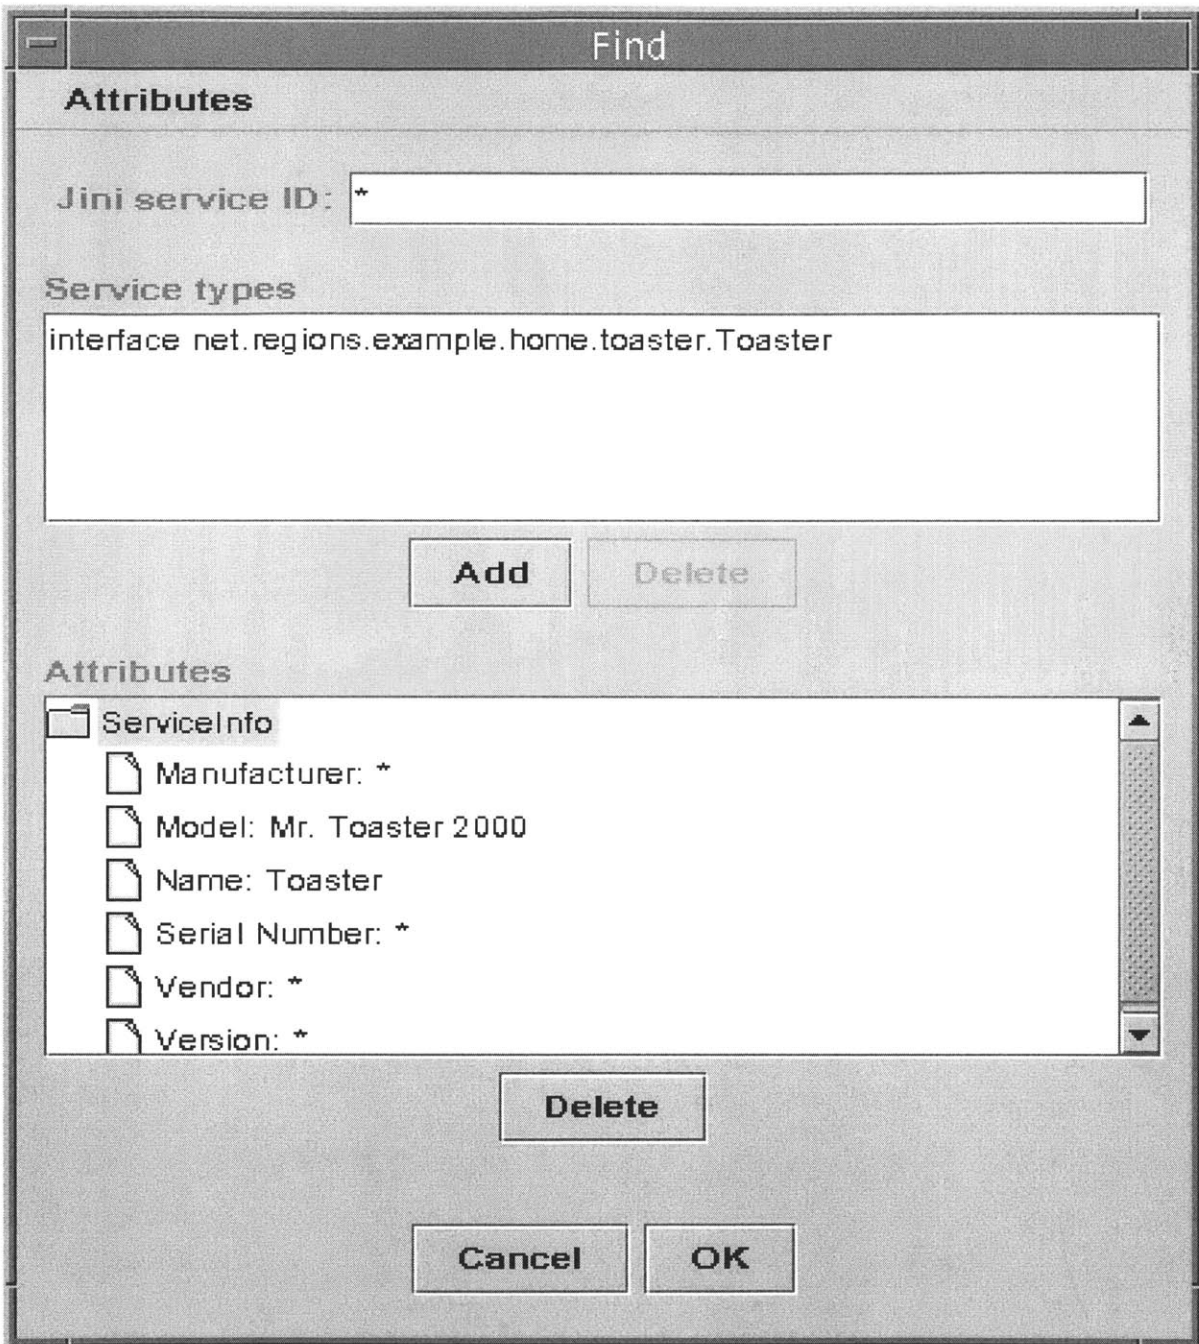 Find
Attributes
Jini service ID: *
Service types
interface net.regions.example.home.toaster.Toaster
Add Delete
Attributes
ServiceInfo
Manufacturer: *
Model: Mr. Toaster 2000
Name: Toaster
Serial Number: *
Vendor: *
Version: *
Delete
Cancel OK